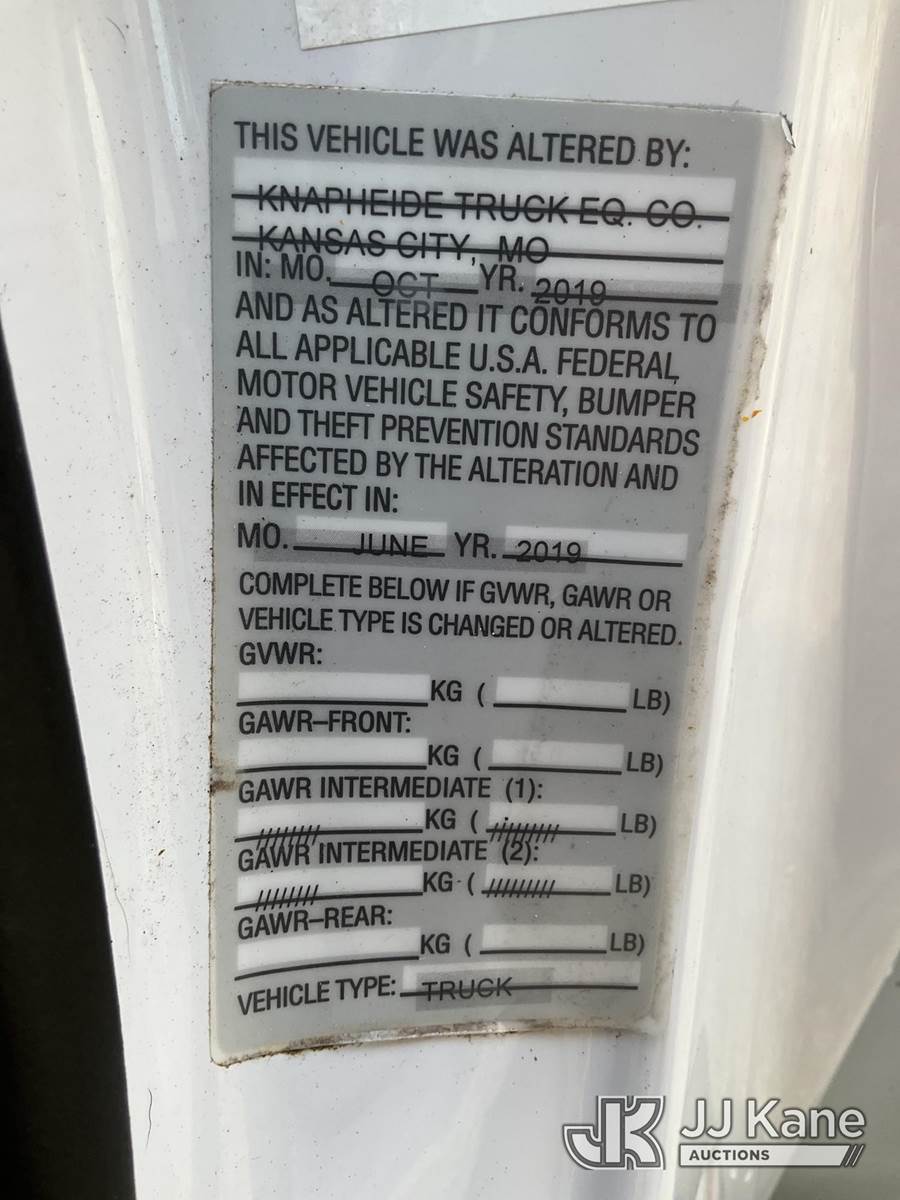 THIS VEHICLE WAS ALTERED BY:
KNAPHEIDE TRUCK EQ. CO.
KANSAS CITY, MO
IN: MO. OCT YR. 2019
AND AS ALTERED IT CONFORMS TO
ALL APPLICABLE U.S.A. FEDERAL
MOTOR VEHICLE SAFETY, BUMPER
AND THEFT PREVENTION STANDARDS
AFFECTED BY THE ALTERATION AND
IN EFFECT IN:
MO. JUNE YR. 2019
COMPLETE BELOW IF GVWR, GAWR OR
VEHICLE TYPE IS CHANGED OR ALTERED.
GVWR:
KG ( LB)
GAWR–FRONT:
KG ( LB)
GAWR INTERMEDIATE (1):
//////// KG ( ///////// LB)
GAWR INTERMEDIATE (2):
//////// KG ( ///////// LB)
GAWR–REAR:
KG ( LB)
VEHICLE TYPE: TRUCK
JK JJ Kane
AUCTIONS